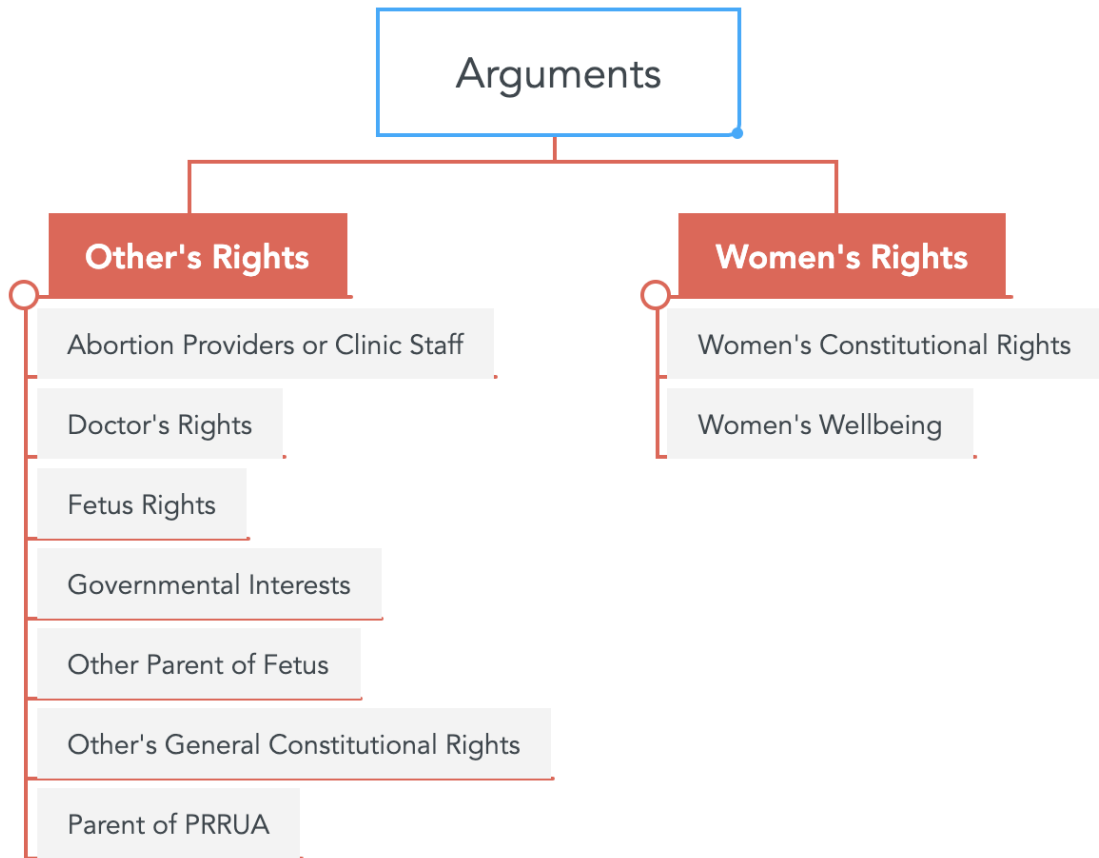 Arguments
Other's Rights
Abortion Providers or Clinic Staff
Doctor's Rights
Fetus Rights
Governmental Interests
Other Parent of Fetus
Other's General Constitutional Rights
Parent of PRRUA
Women's Rights
Women's Constitutional Rights
Women's Wellbeing